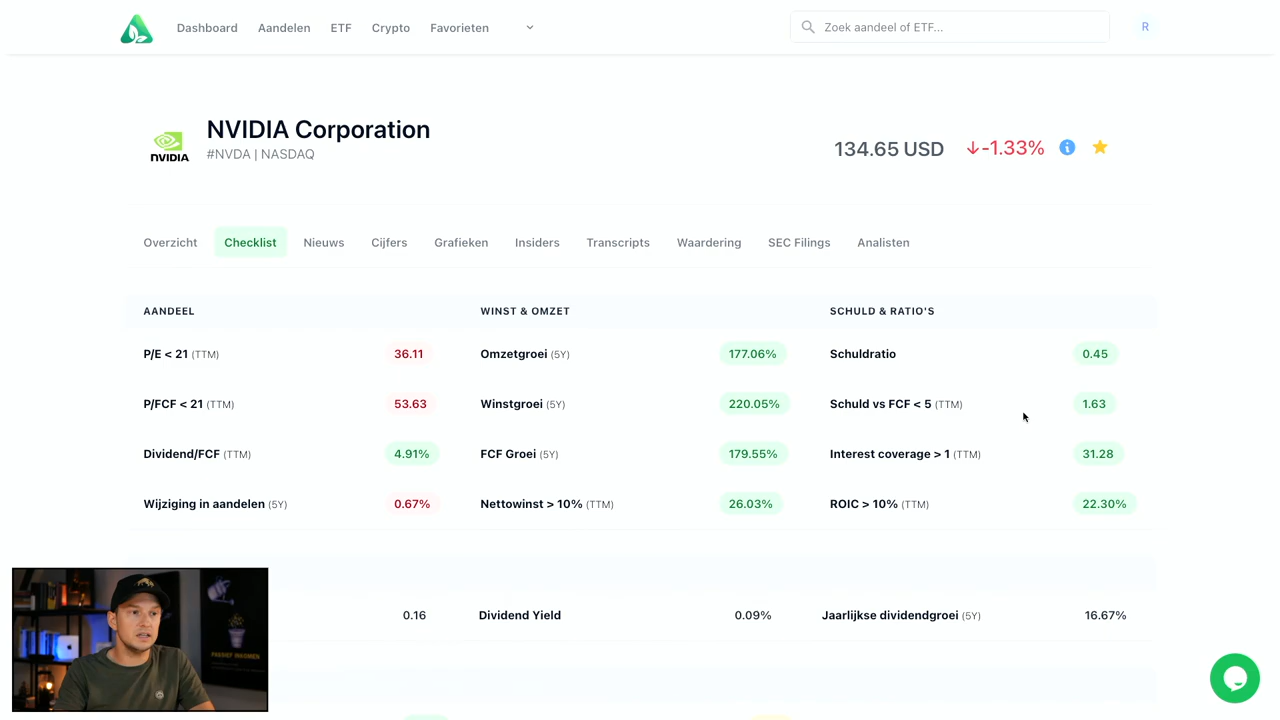 Dashboard Aandelen ETF Crypto Favorieten
Zoek aandeel of ETF...
R
NVIDIA
NVIDIA Corporation
#NVDA | NASDAQ
134.65 USD ↓-1.33%
Overzicht Checklist Nieuws Cijfers Grafieken Insiders Transcripts Waardering SEC Filings Analisten
AANDEEL WINST & OMZET SCHULD & RATIO'S
P/E < 21 (TTM) 36.11 Omzetgroei (5Y) 177.06% Schuldratio 0.45
P/FCF < 21 (TTM) 53.63 Winstgroei (5Y) 220.05% Schuld vs FCF < 5 (TTM) 1.63
Dividend/FCF (TTM) 4.91% FCF Groei (5Y) 179.55% Interest coverage > 1 (TTM) 31.28
Wijziging in aandelen (5Y) 0.67% Nettowinst > 10% (TTM) 26.03% ROIC > 10% (TTM) 22.30%
0.16 Dividend Yield 0.09% Jaarlijkse dividendgroei (5Y) 16.67%
PASSIEF INKOMEN